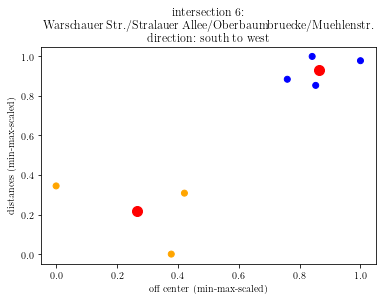 intersection 6:
Warschauer Str./Stralauer Allee/Oberbaumbruecke/Muehlenstr.
direction: south to west
distances (min-max-scaled)
1.0
0.8
0.6
0.4
0.2
0.0
0.0 0.2 0.4 0.6 0.8 1.0
off center (min-max-scaled)